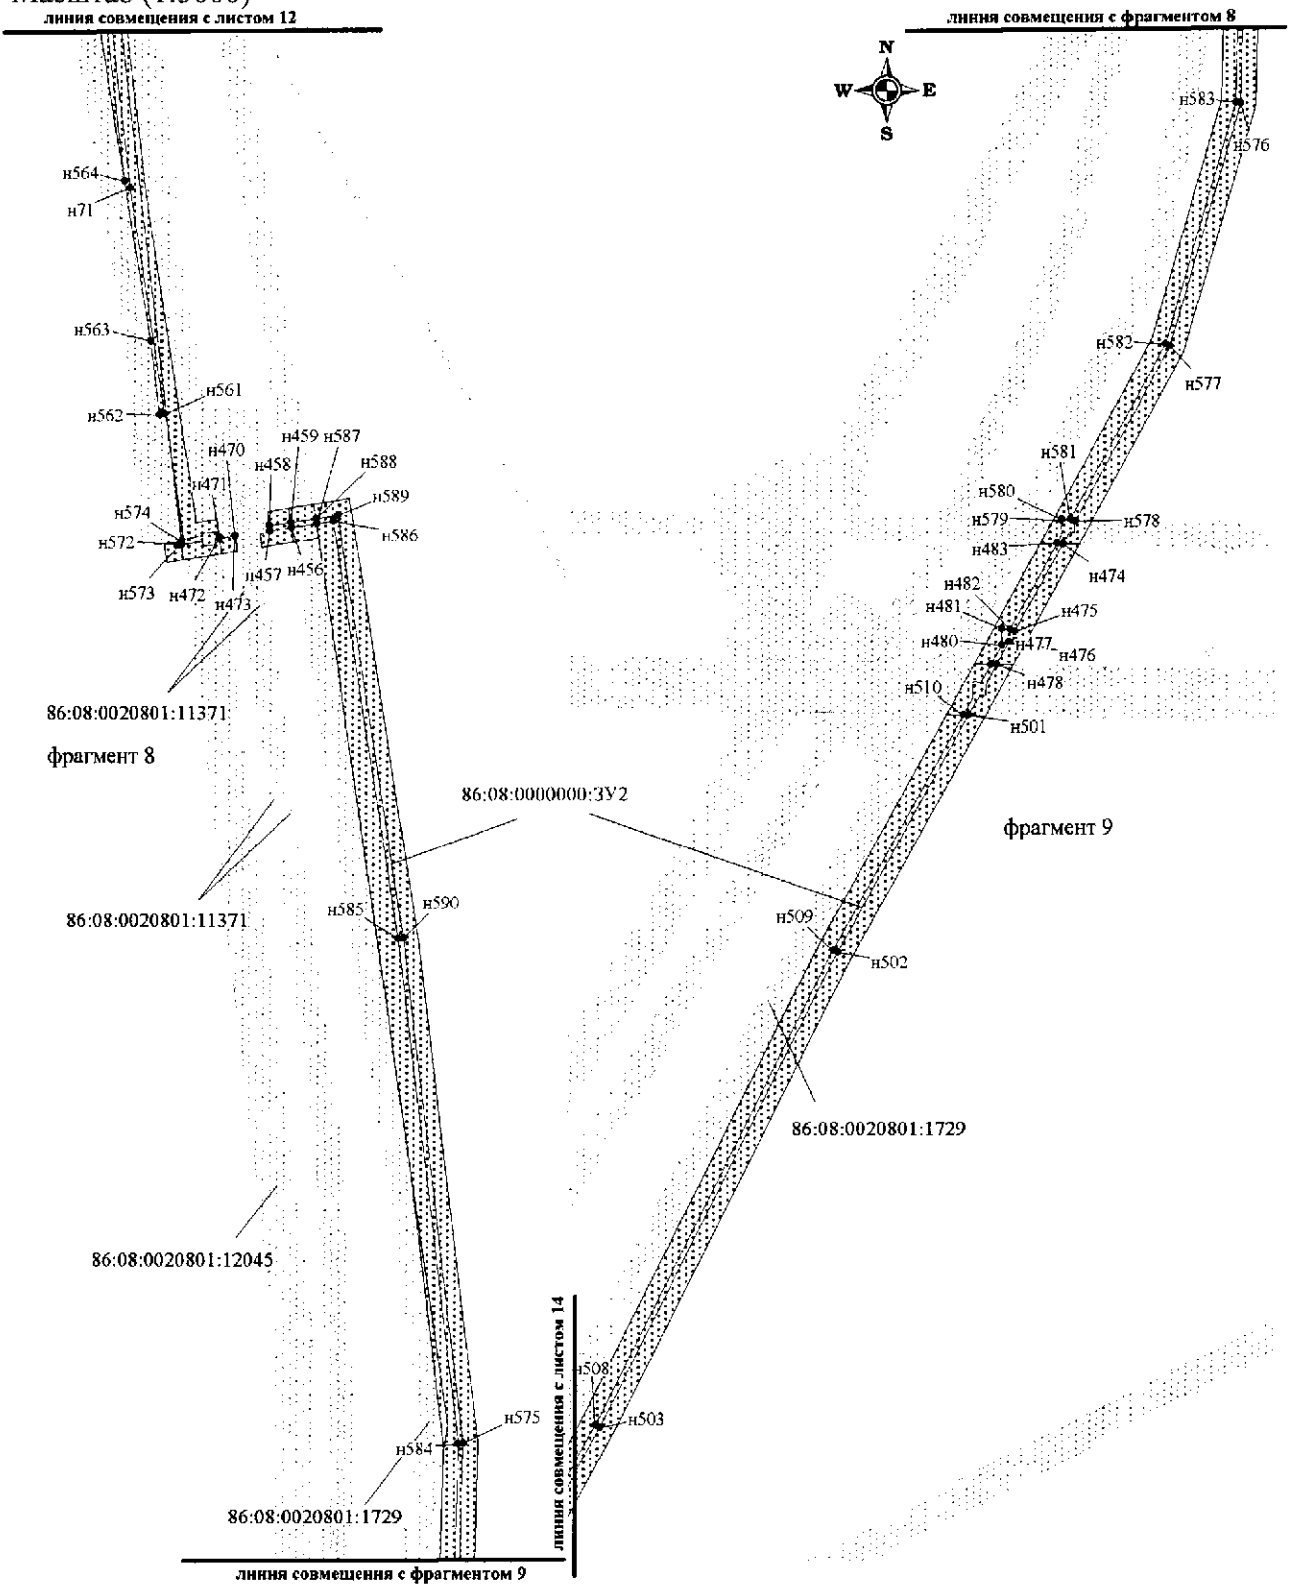 линия совмещения с листом 12
линия совмещения с фрагментом 8
N
W E
S
н583
н576
н564
н71
н563
н582
н577
н561
н562
н459 н587
н470
н458
н588
н471
н589
н574
н586
н572
н457
н456
н573
н472
н473
н581
н580
н579
н578
н483
н474
н482
н481
н475
н480
н477
н476
н478
н510
н501
86:08:0020801:11371
фрагмент 8
86:08:0000000:ЗУ2
фрагмент 9
86:08:0020801:11371
н585
н590
н509
н502
86:08:0020801:1729
86:08:0020801:12045
линия совмещения с листом 14
н508
н503
н575
н584
86:08:0020801:1729
линия совмещения с фрагментом 9